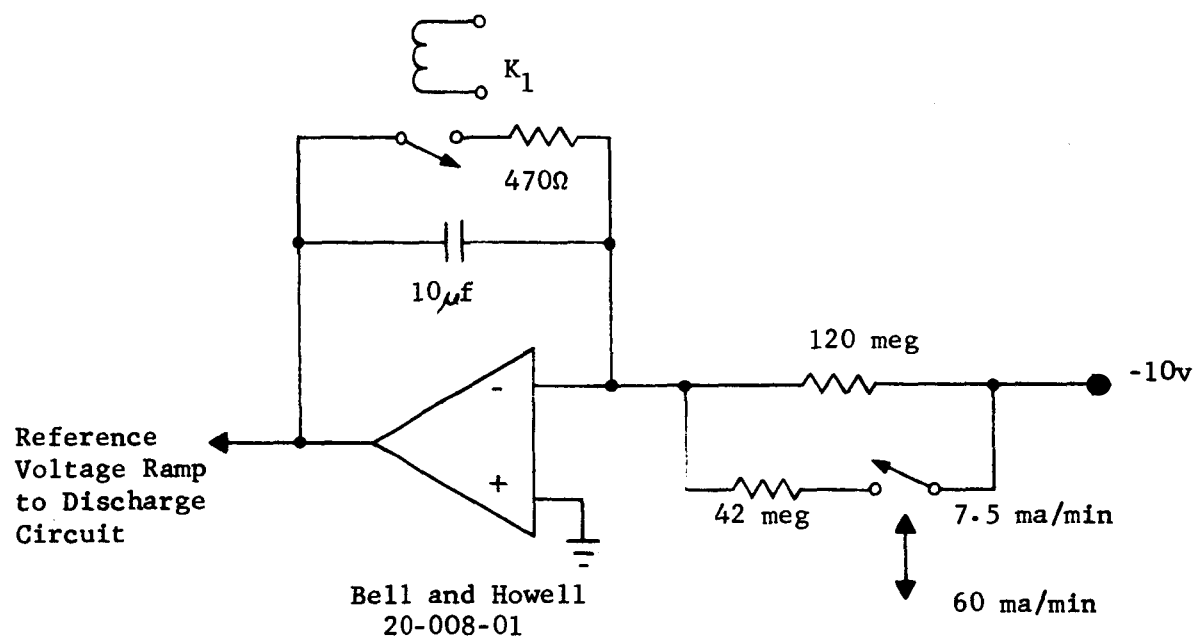 K1
470Ω
10μf
120 meg
-10v
-
+
Reference
Voltage Ramp
to Discharge
Circuit
42 meg
7.5 ma/min
60 ma/min
Bell and Howell
20-008-01